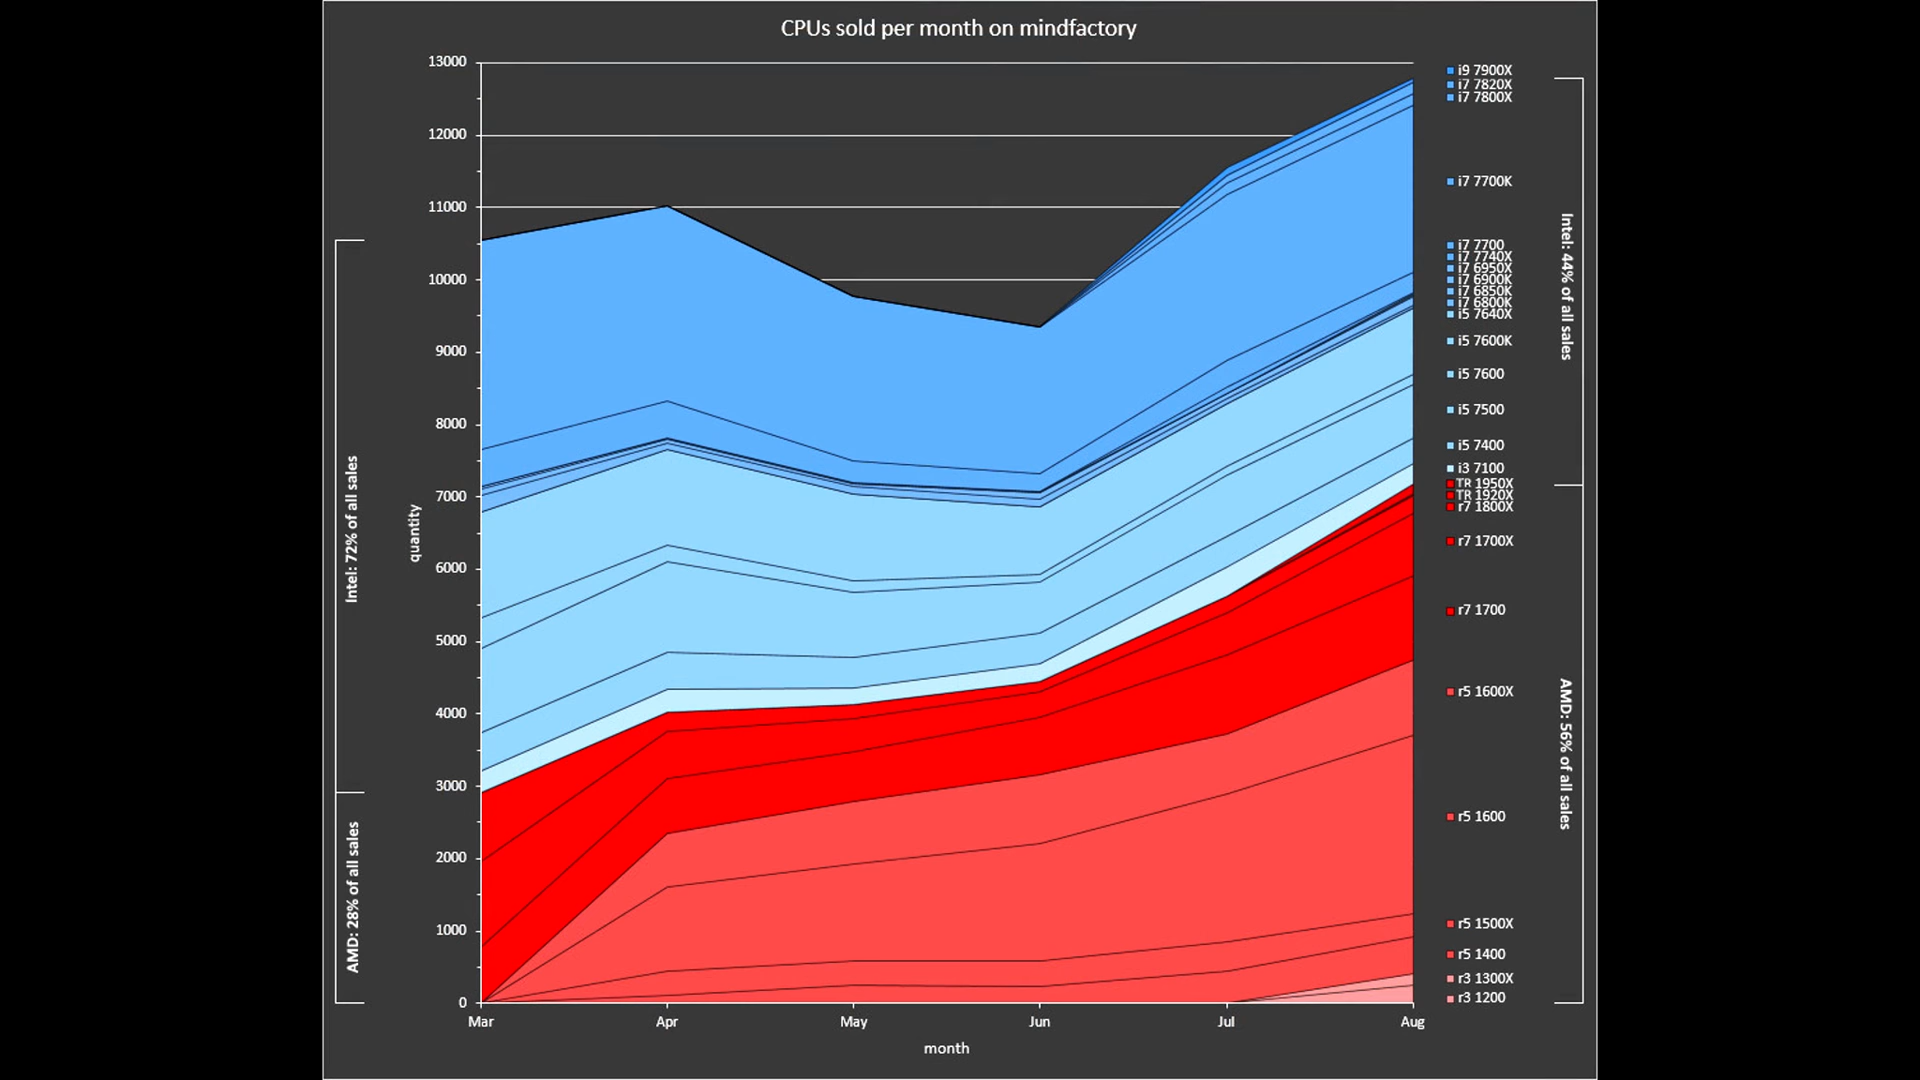 CPUs sold per month on mindfactory
13000
12000
11000
10000
9000
8000
7000
6000
5000
4000
3000
2000
1000
0
quantity
Mar
Apr
May
Jun
Jul
Aug
month
Intel: 72% of all sales
AMD: 28% of all sales
i9 7900X
i7 7820X
i7 7800X
i7 7700K
i7 7700
i7 7740X
i7 6950X
i7 6900K
i7 6850K
i7 6800K
i5 7640X
i5 7600K
i5 7600
i5 7500
i5 7400
i3 7100
TR 1950X
TR 1920X
r7 1800X
r7 1700X
r7 1700
r5 1600X
r5 1600
r5 1500X
r5 1400
r3 1300X
r3 1200
Intel: 44% of all sales
AMD: 56% of all sales